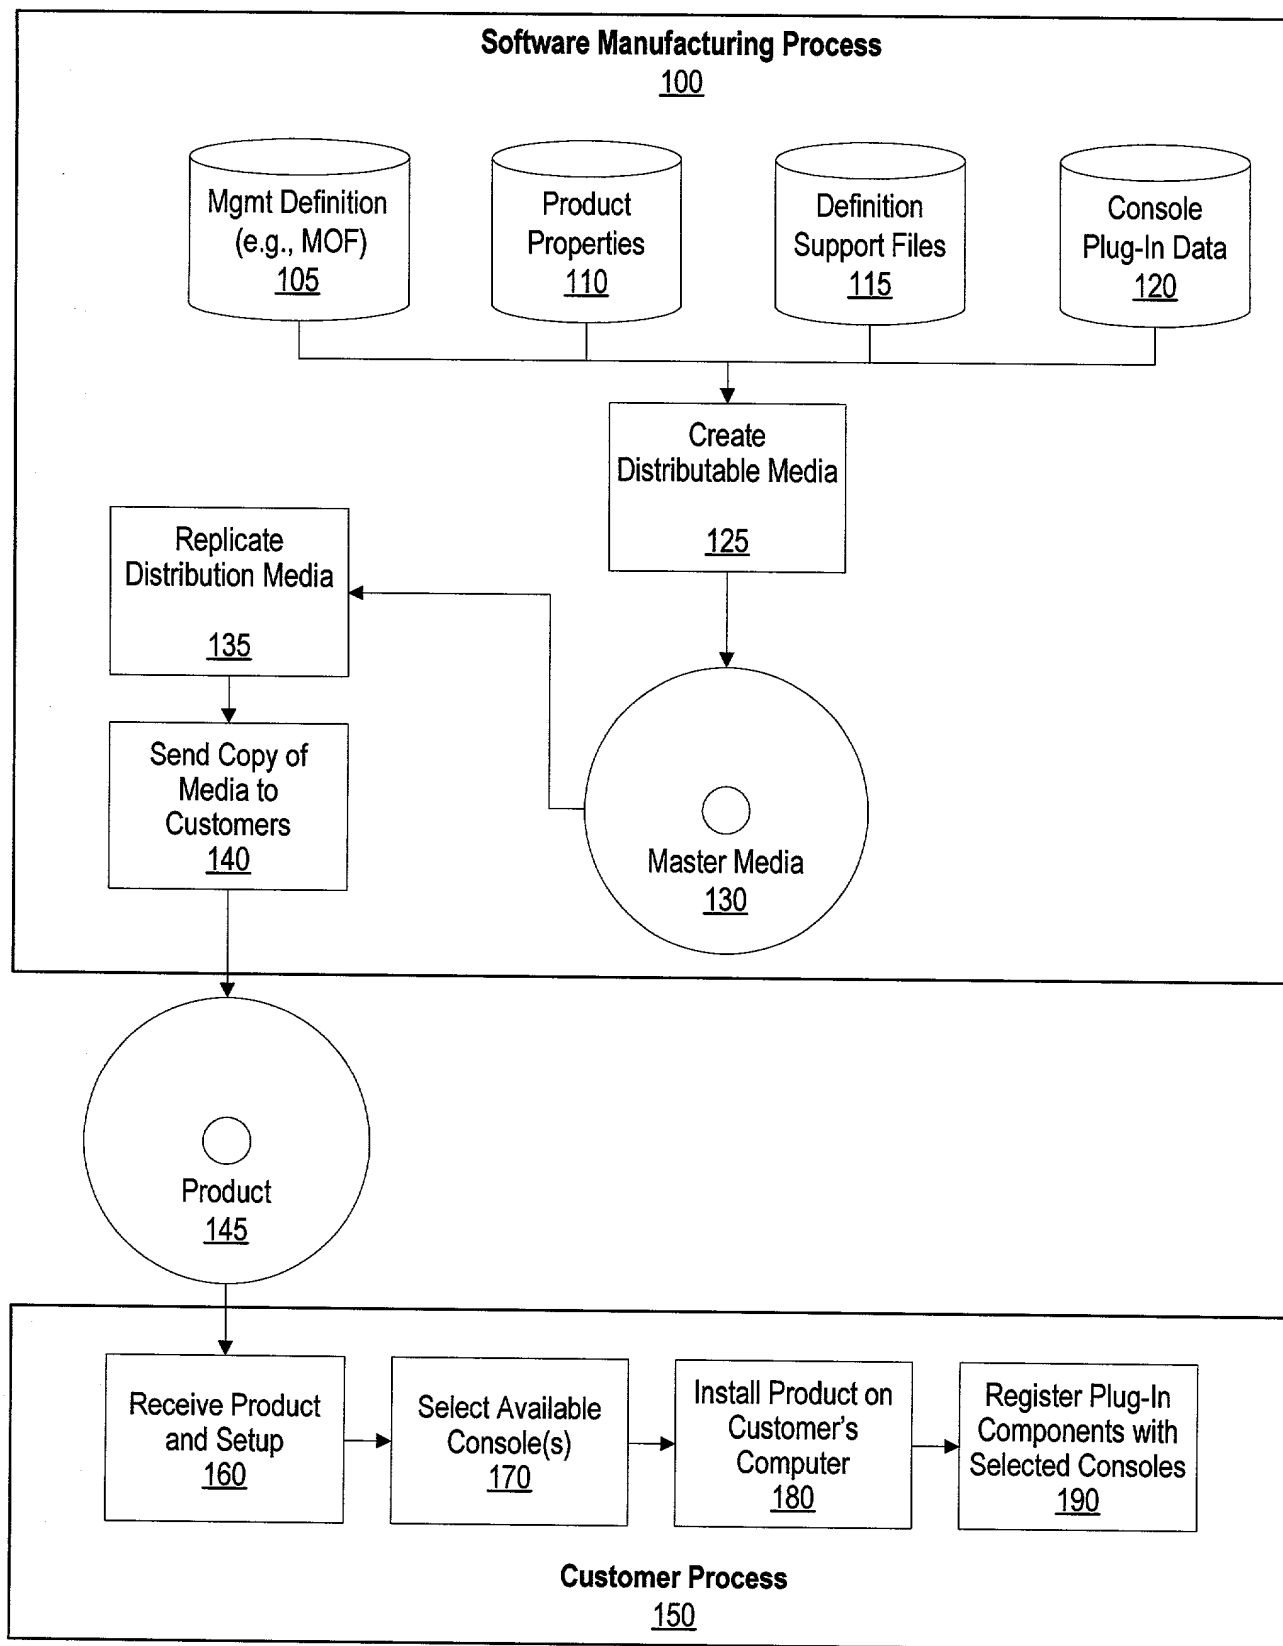 Software Manufacturing Process
100
Mgmt Definition
(e.g., MOF)
105
Product
Properties
110
Definition
Support Files
115
Console
Plug-In Data
120
Create
Distributable Media
125
Replicate
Distribution Media
135
Send Copy of
Media to
Customers
140
Master Media
130
Product
145
Receive Product
and Setup
160
Select Available
Console(s)
170
Install Product on
Customer's
Computer
180
Register Plug-In
Components with
Selected Consoles
190
Customer Process
150